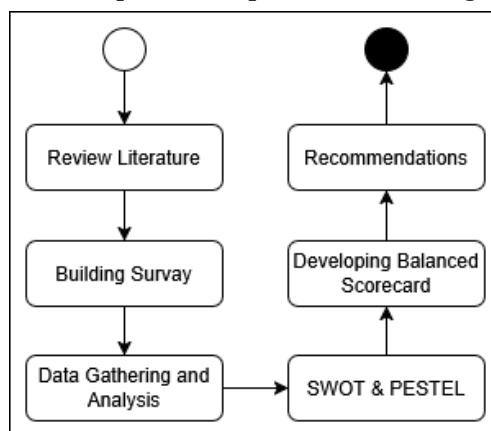 Review Literature
Building Survay
Data Gathering and
Analysis
SWOT & PESTEL
Developing Balanced
Scorecard
Recommendations